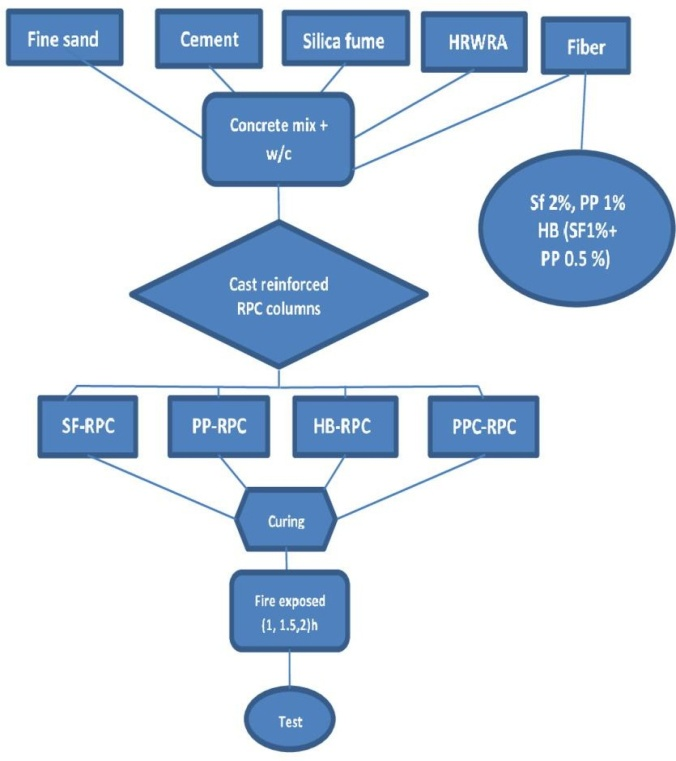 Fine sand
Cement
Silica fume
HRWRA
Fiber
Concrete mix +
w/c
Sf 2%, PP 1%
HB (SF1%+
PP 0.5 %)
Cast reinforced
RPC columns
SF-RPC
PP-RPC
HB-RPC
PPC-RPC
Curing
Fire exposed
(1, 1.5,2)h
Test